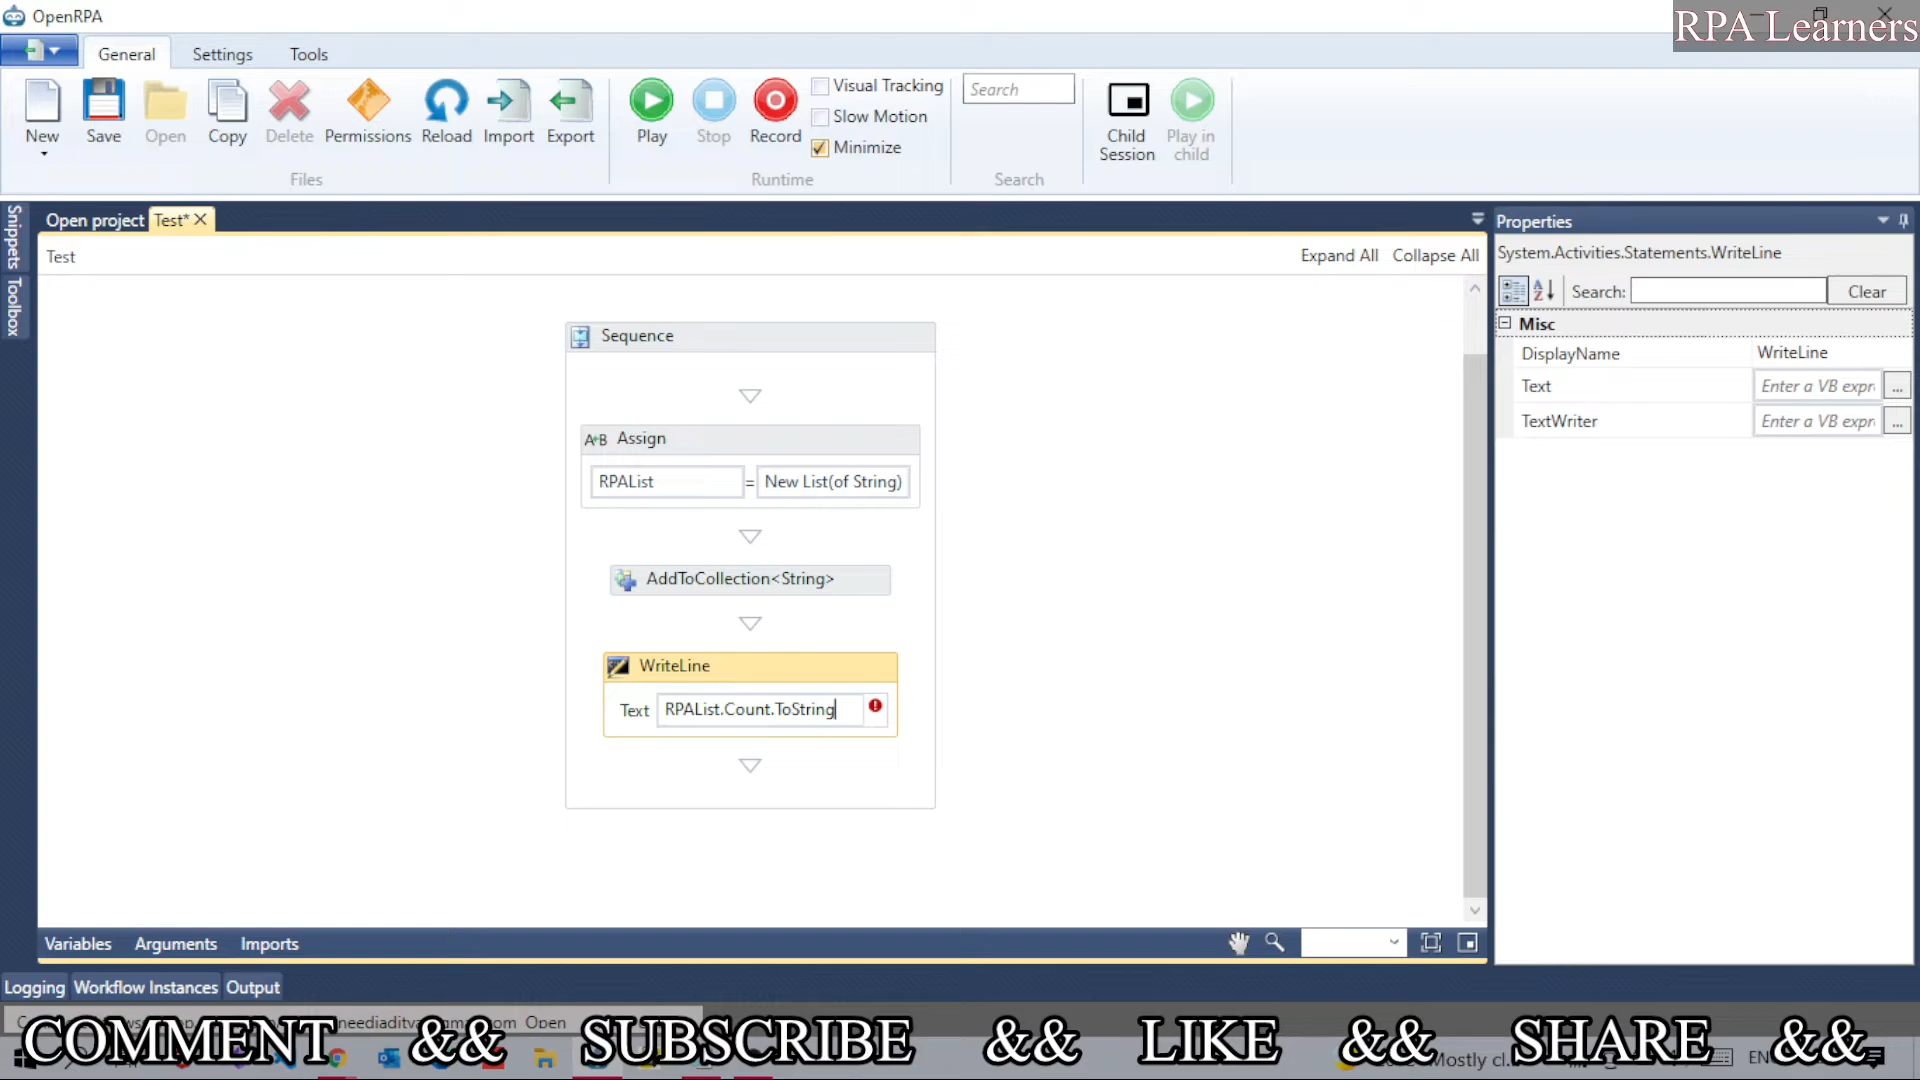 OpenRPA
RPA Learners
General
Settings
Tools
New
Save
Open
Copy
Delete
Permissions
Reload
Import
Export
Files
Play
Stop
Record
Visual Tracking
Slow Motion
Minimize
Runtime
Search
Search
Child
Session
Play in
child
Snippets
Toolbox
Open project
Test*
Test
Expand All
Collapse All
Sequence
A+B Assign
RPAList = New List(of String)
AddToCollection<String>
WriteLine
Text RPAList.Count.ToString
Properties
System.Activities.Statements.WriteLine
Search:
Clear
Misc
DisplayName WriteLine
Text Enter a VB expr ...
TextWriter Enter a VB expr ...
Variables
Arguments
Imports
Logging
Workflow Instances
Output
Open
COMMENT && SUBSCRIBE && LIKE && SHARE &&
Mostly cl...